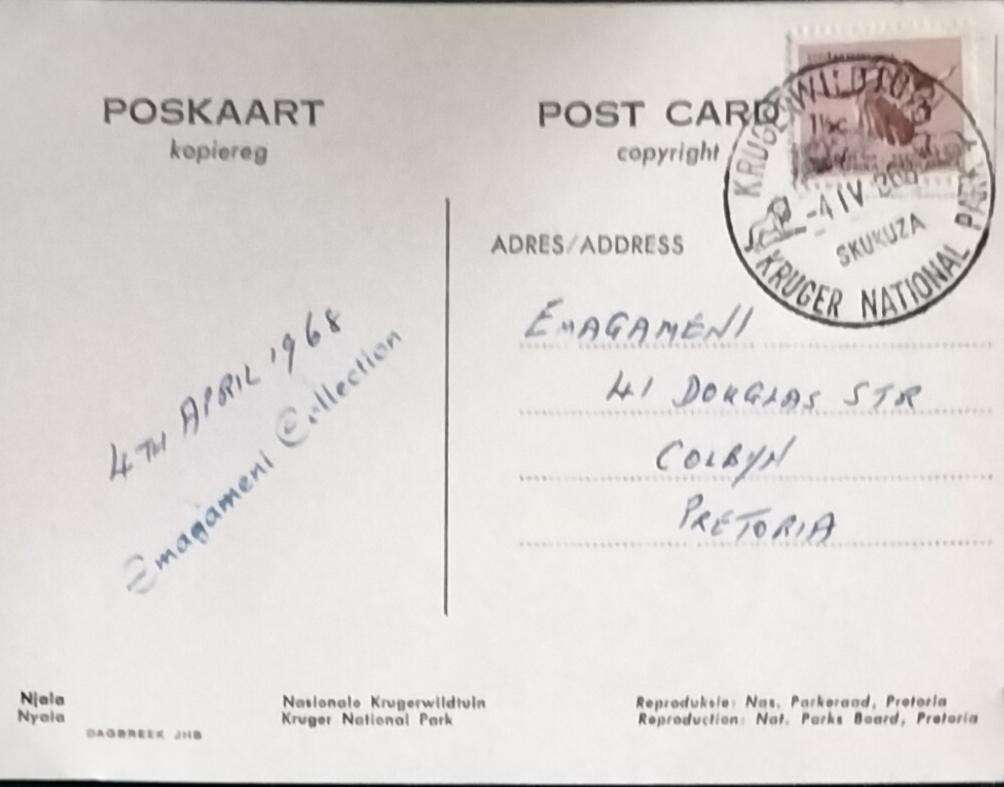 POSKAART
kopiereg
POST CARD
copyright
KRUGERWILDTUIN
1½c
-4 IV
SKUKUZA
KRUGER NATIONAL PARK
ADRES/ADDRESS
EMAGAMENI
41 DOUGLAS STR
COLBYN
PRETORIA
4TH APRIL 1968
Emagameni Collection
Njala
Nyala
DAGBREEK JHB
Nasionale Krugerwildtuin
Kruger National Park
Reproduksie: Nas. Parkeraad, Pretoria
Reproduction: Nat. Parks Board, Pretoria